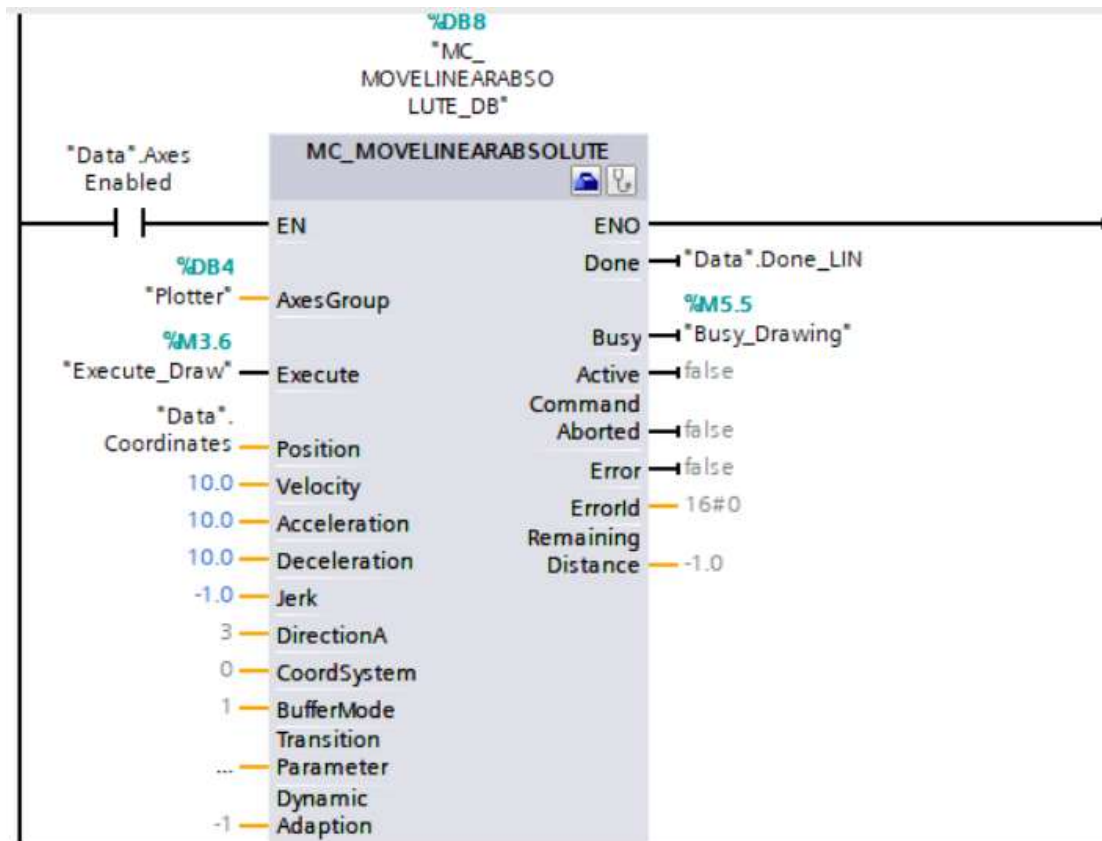 %DB8
"MC_
MOVELINEARABSO
LUTE_DB"
"Data".Axes
Enabled
MC_MOVELINEARABSOLUTE
EN
ENO
Done
"Data".Done_LIN
%DB4
"Plotter"
AxesGroup
%M5.5
Busy
"Busy_Drawing"
%M3.6
"Execute_Draw"
Execute
Active
false
"Data".
Coordinates
Position
Command
Aborted
false
10.0
Velocity
Error
false
10.0
Acceleration
ErrorId
16#0
10.0
Deceleration
Remaining
Distance
-1.0
-1.0
Jerk
3
DirectionA
0
CoordSystem
1
BufferMode
Transition
...
Parameter
Dynamic
-1
Adaption